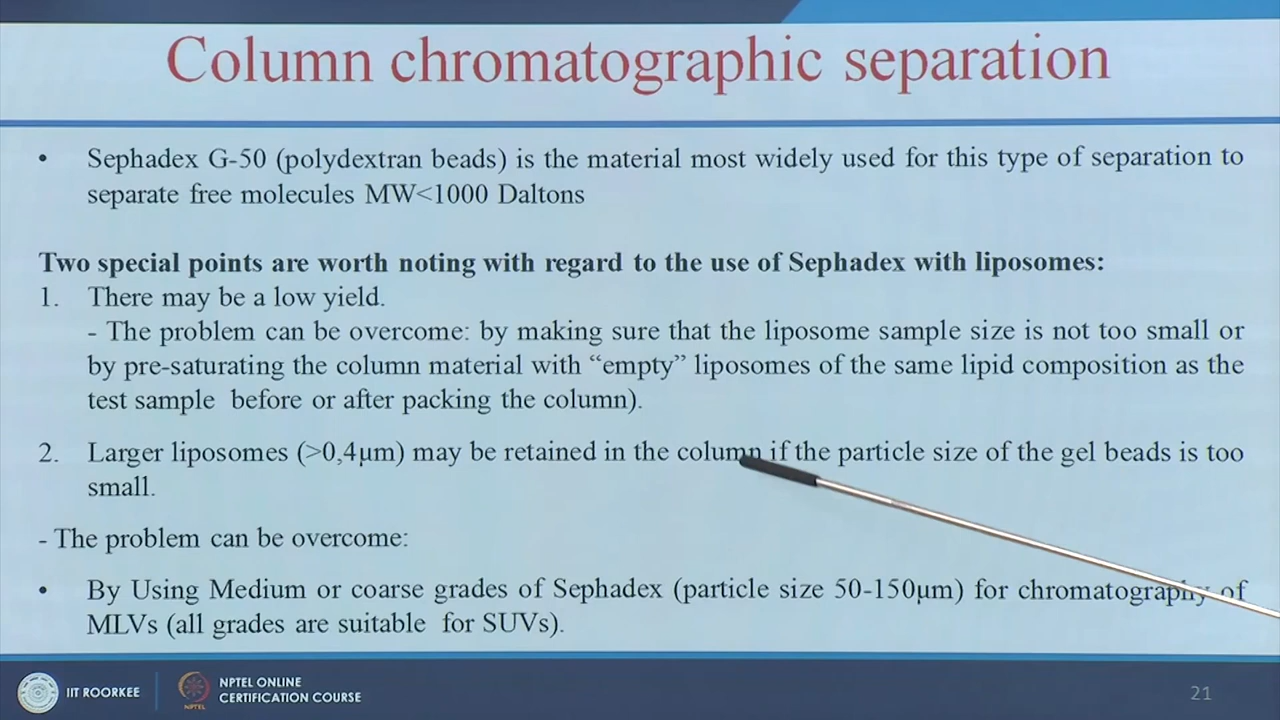 Column chromatographic separation
• Sephadex G-50 (polydextran beads) is the material most widely used for this type of separation to
separate free molecules MW<1000 Daltons
Two special points are worth noting with regard to the use of Sephadex with liposomes:
1. There may be a low yield.
- The problem can be overcome: by making sure that the liposome sample size is not too small or
by pre-saturating the column material with “empty” liposomes of the same lipid composition as the
test sample before or after packing the column).
2. Larger liposomes (>0,4μm) may be retained in the column if the particle size of the gel beads is too
small.
- The problem can be overcome:
• By Using Medium or coarse grades of Sephadex (particle size 50-150μm) for chromatography of
MLVs (all grades are suitable for SUVs).
IIT ROORKEE
NPTEL ONLINE
CERTIFICATION COURSE
NPTEL
21